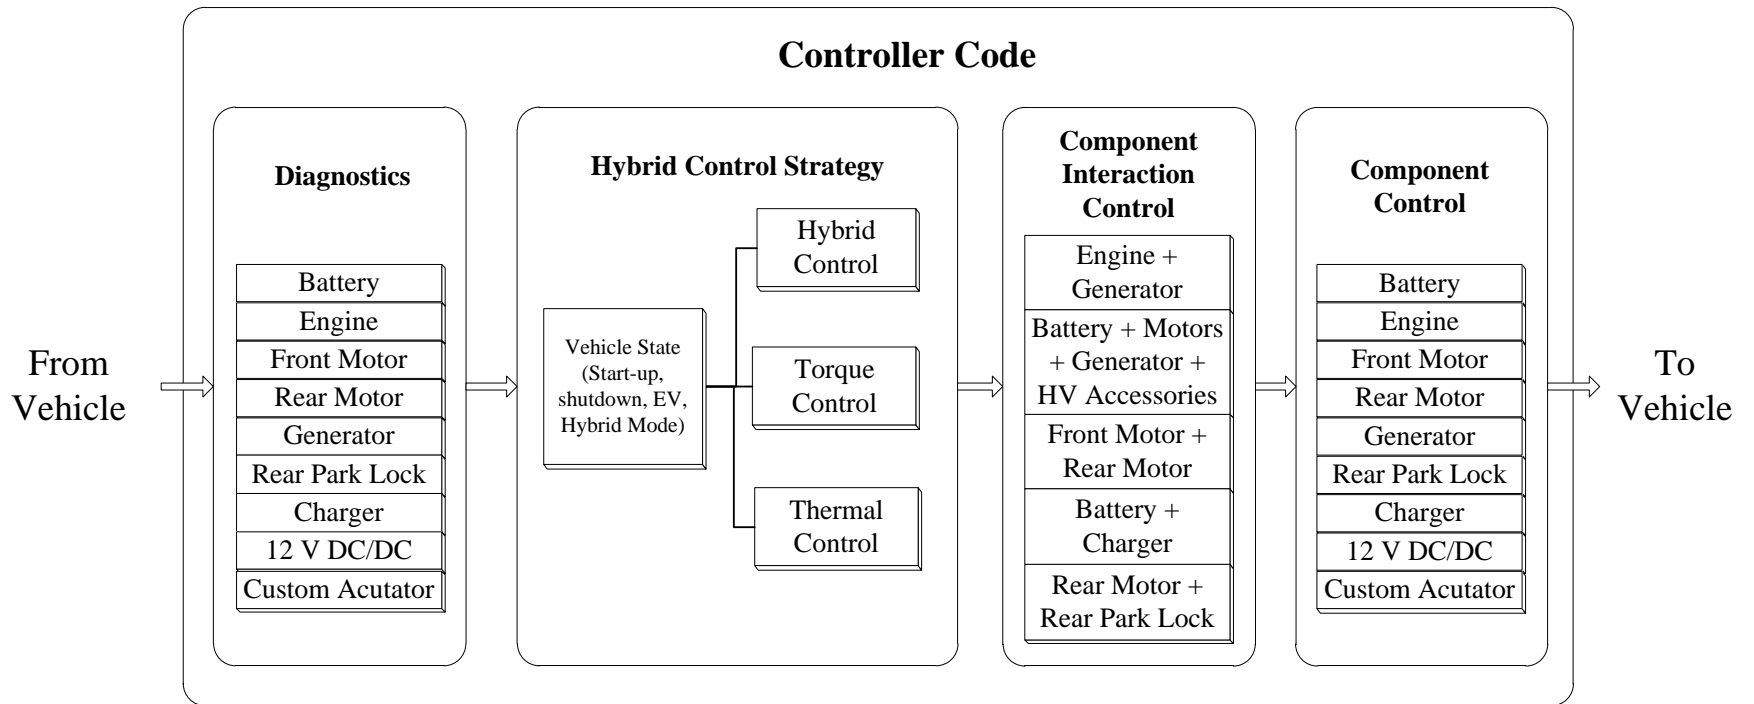 Controller Code
From
Vehicle
Diagnostics
Battery
Engine
Front Motor
Rear Motor
Generator
Rear Park Lock
Charger
12 V DC/DC
Custom Acutator
Hybrid Control Strategy
Vehicle State
(Start-up,
shutdown, EV,
Hybrid Mode)
Hybrid
Control
Torque
Control
Thermal
Control
Component
Interaction
Control
Engine +
Generator
Battery + Motors
+ Generator +
HV Accessories
Front Motor +
Rear Motor
Battery +
Charger
Rear Motor +
Rear Park Lock
Component
Control
Battery
Engine
Front Motor
Rear Motor
Generator
Rear Park Lock
Charger
12 V DC/DC
Custom Acutator
To
Vehicle